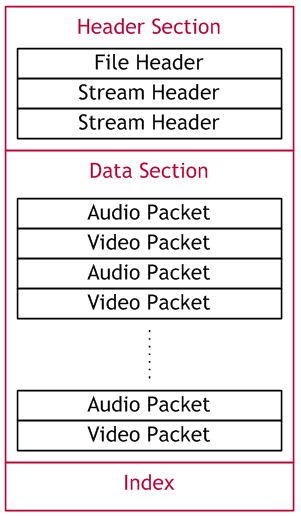 Header Section
File Header
Stream Header
Stream Header
Data Section
Audio Packet
Video Packet
Audio Packet
Video Packet
Audio Packet
Video Packet
Index